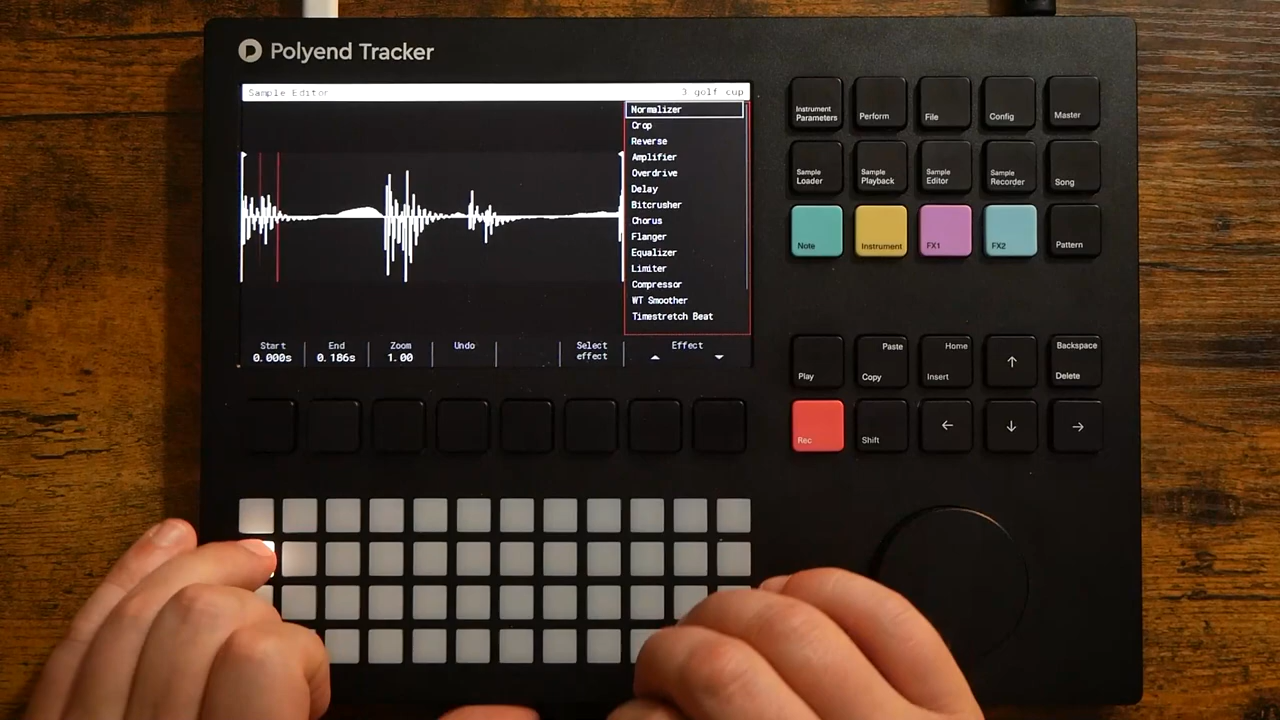 Polyend Tracker
Sample Editor 3 golf cup
Normalizer
Crop
Reverse
Amplifier
Overdrive
Delay
Bitcrusher
Chorus
Flanger
Equalizer
Limiter
Compressor
WT Smoother
Timestretch Beat
Start End Zoom Undo Select effect Effect
0.000s 0.186s 1.00
Instrument Parameters
Perform
File
Config
Master
Sample Loader
Sample Playback
Sample Editor
Sample Recorder
Song
Note
Instrument
FX1
FX2
Pattern
Play
Paste
Copy
Home
Insert
↑
Backspace
Delete
Rec
Shift
←
↓
→